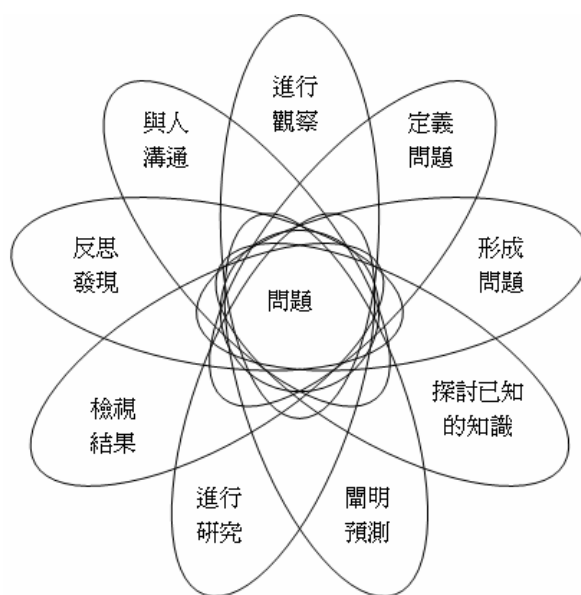 進行
觀察
定義
問題
形成
問題
探討已知
的知識
闡明
預測
進行
研究
檢視
結果
反思
發現
與人
溝通
問題